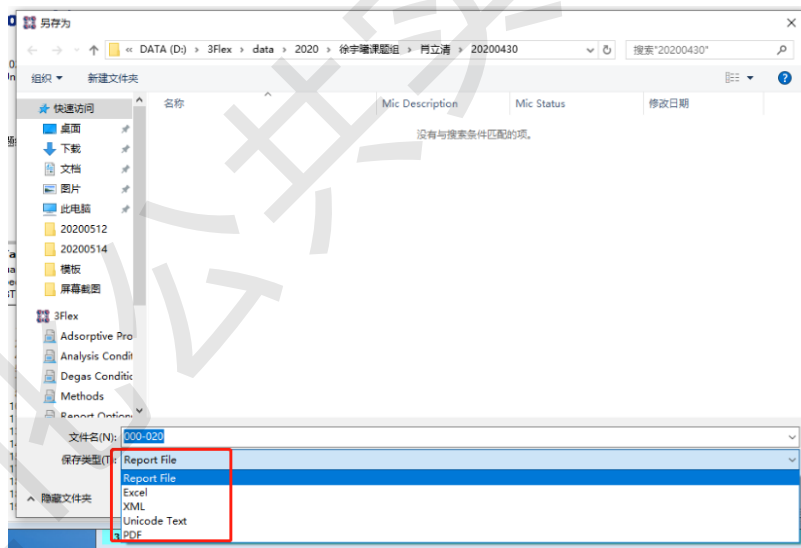 另存为
« DATA (D:) › 3Flex › data › 2020 › 徐宇曦课题组 › 肖立清 › 20200430
搜索"20200430"
组织 新建文件夹
名称 Mic Description Mic Status 修改日期
没有与搜索条件匹配的项。
快速访问
桌面
下载
文档
图片
此电脑
20200512
20200514
模板
屏幕截图
3Flex
Adsorptive Pro
Analysis Condit
Degas Conditic
Methods
Report Option
文件名(N): 000-020
保存类型(T): Report File
Report File
Excel
XML
Unicode Text
PDF
隐藏文件夹